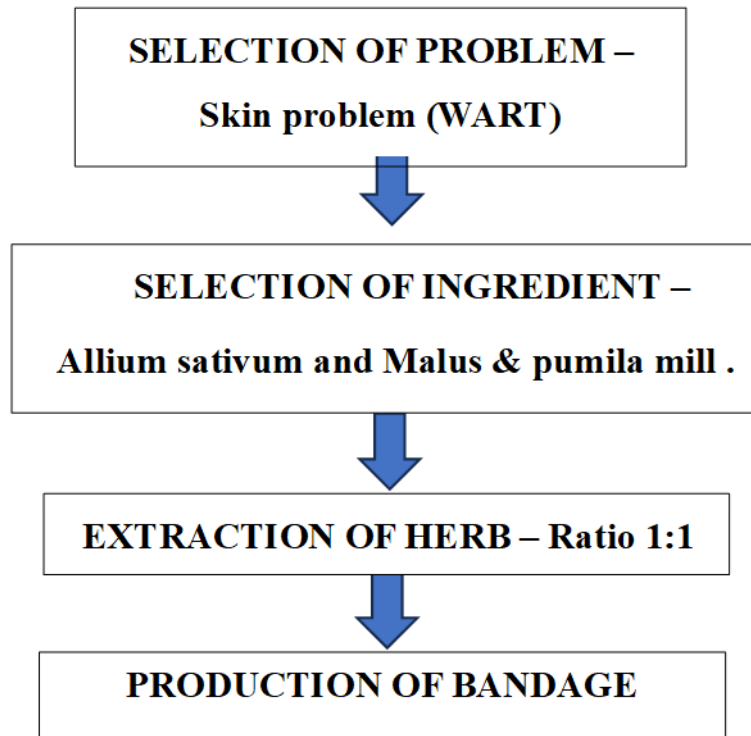 SELECTION OF PROBLEM –
Skin problem (WART)
SELECTION OF INGREDIENT –
Allium sativum and Malus & pumila mill .
EXTRACTION OF HERB – Ratio 1:1
PRODUCTION OF BANDAGE